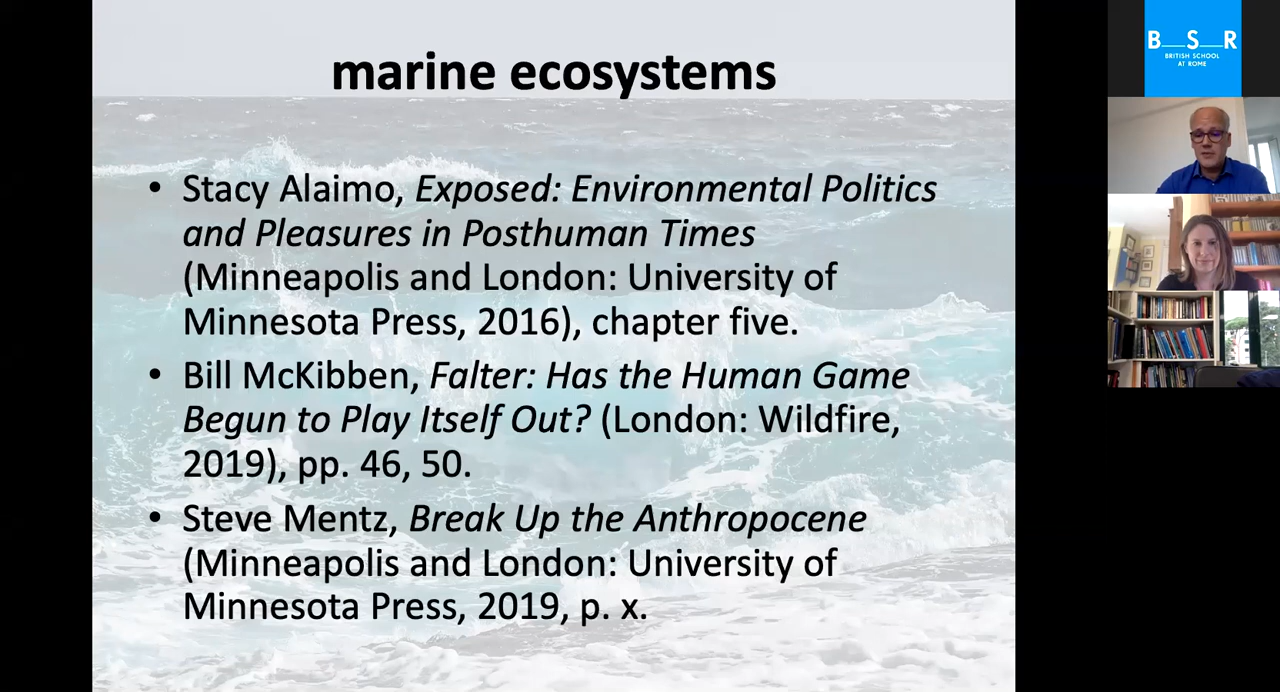 marine ecosystems
• Stacy Alaimo, Exposed: Environmental Politics
and Pleasures in Posthuman Times
(Minneapolis and London: University of
Minnesota Press, 2016), chapter five.
• Bill McKibben, Falter: Has the Human Game
Begun to Play Itself Out? (London: Wildfire,
2019), pp. 46, 50.
• Steve Mentz, Break Up the Anthropocene
(Minneapolis and London: University of
Minnesota Press, 2019, p. x.
B__S__R
BRITISH SCHOOL
AT ROME